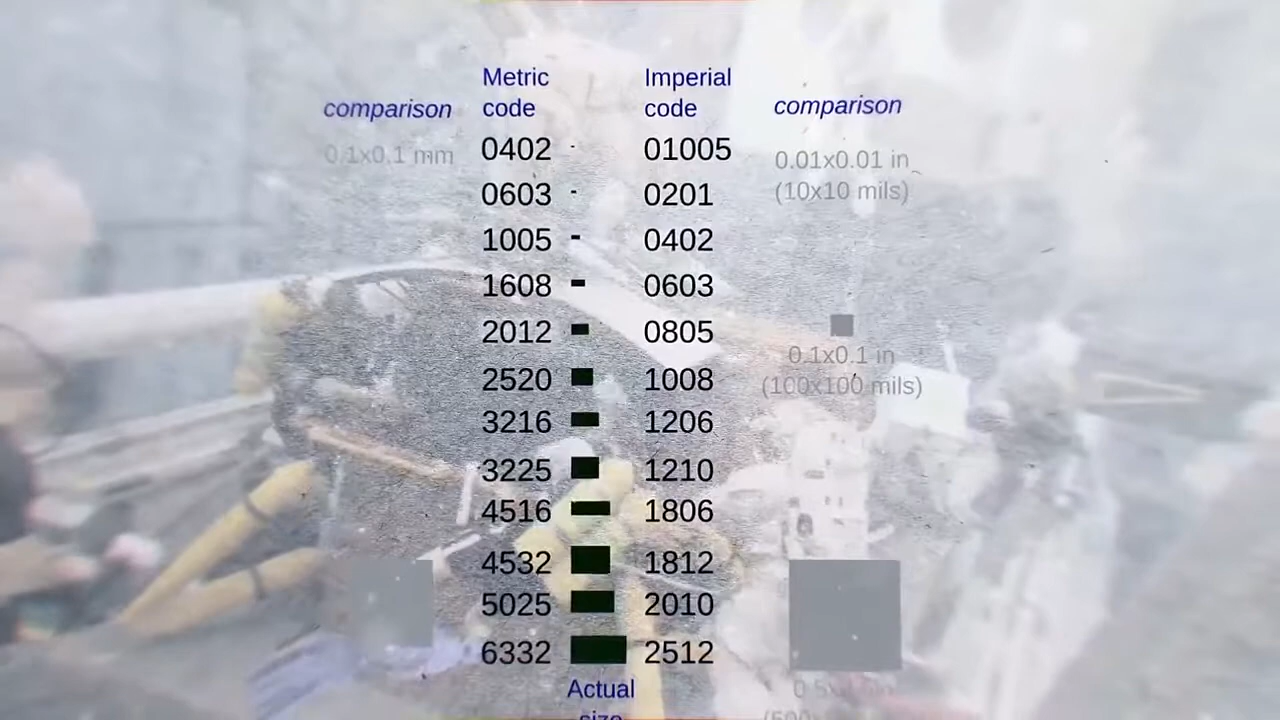 Metric Imperial
comparison code code comparison
0.1x0.1 mm 0402 01005 0.01x0.01 in
(10x10 mils)
0603 0201
1005 0402
1608 0603
2012 0805
0.1x0.1 in
2520 1008 (100x100 mils)
3216 1206
3225 1210
4516 1806
4532 1812
5025 2010
6332 2512
Actual
size